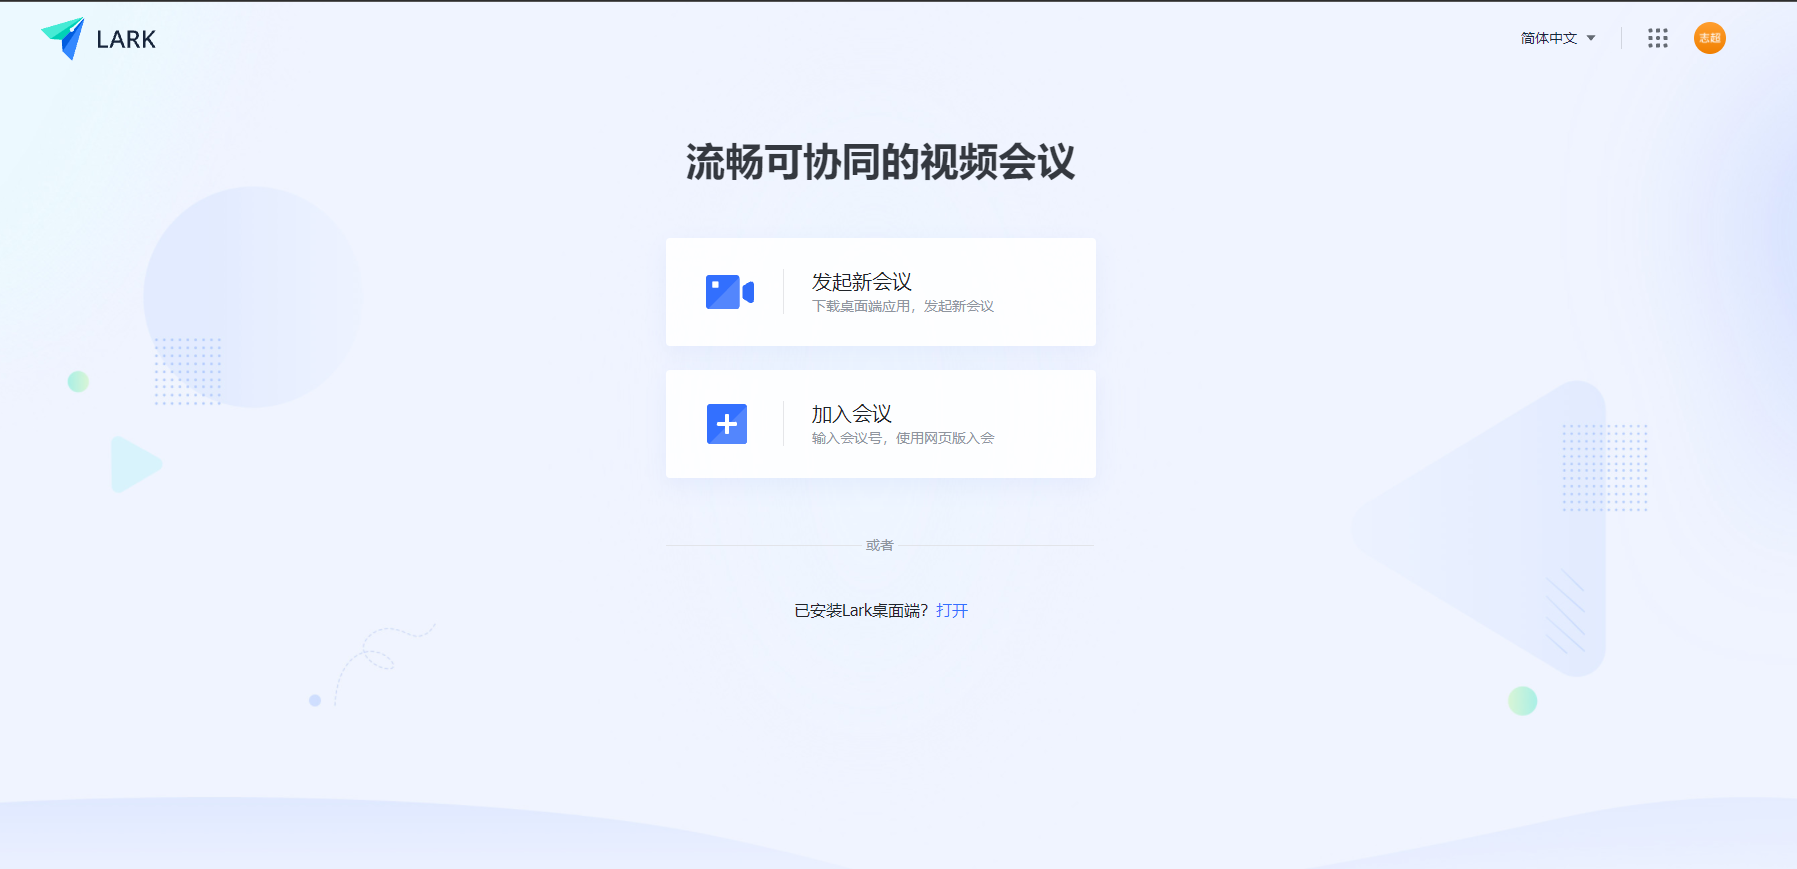 LARK
简体中文
志超
流畅可协同的视频会议
发起新会议
下载桌面端应用，发起新会议
加入会议
输入会议号，使用网页版入会
或者
已安装Lark桌面端？打开